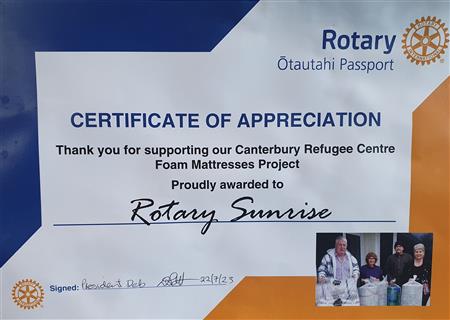 Rotary
Ōtautahi Passport
CERTIFICATE OF APPRECIATION
Thank you for supporting our Canterbury Refugee Centre
Foam Mattresses Project
Proudly awarded to
Rotary Sunrise
Signed: President Deb 22/7/23